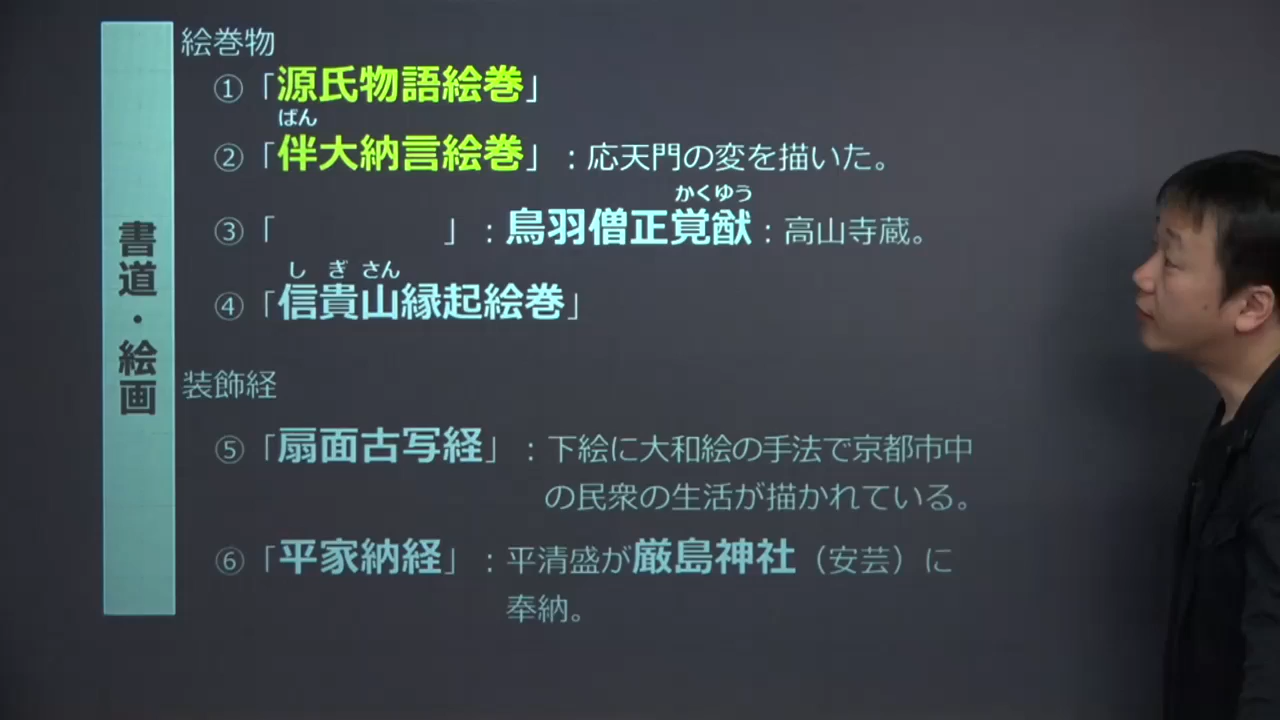 書道・絵画
絵巻物
①「源氏物語絵巻」
ばん
②「伴大納言絵巻」：応天門の変を描いた。
かくゆう
③「　　　　」：鳥羽僧正覚猷：高山寺蔵。
しぎさん
④「信貴山縁起絵巻」
装飾経
⑤「扇面古写経」：下絵に大和絵の手法で京都市中
の民衆の生活が描かれている。
⑥「平家納経」：平清盛が厳島神社（安芸）に
奉納。